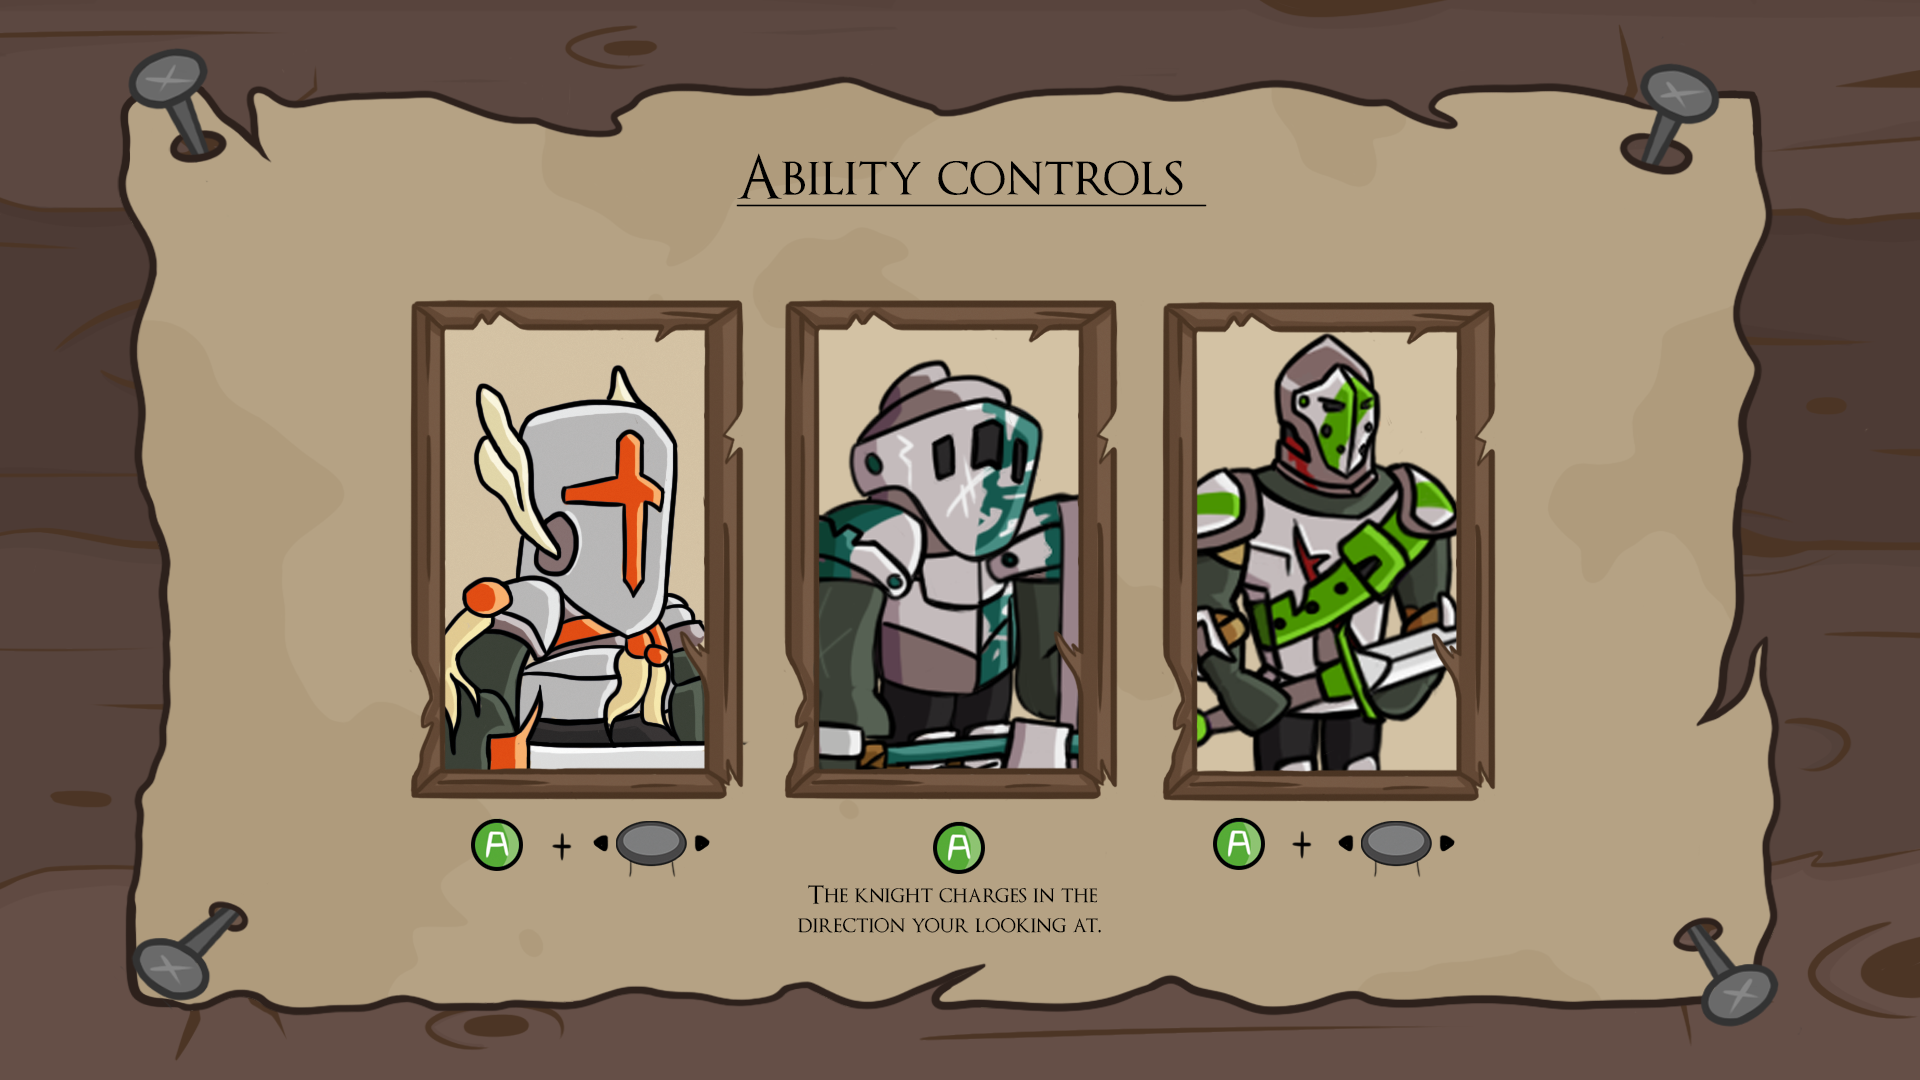 Ability controls
A + A A +
The knight charges in the
direction your looking at.